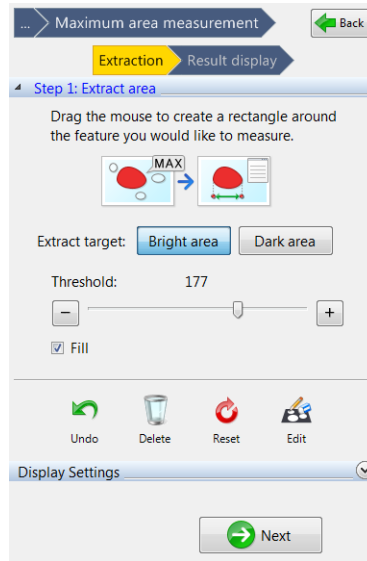 ... Maximum area measurement
Back
Extraction Result display
Step 1: Extract area
Drag the mouse to create a rectangle around
the feature you would like to measure.
MAX
Extract target: Bright area Dark area
Threshold: 177
− +
Fill
Undo Delete Reset Edit
Display Settings
Next